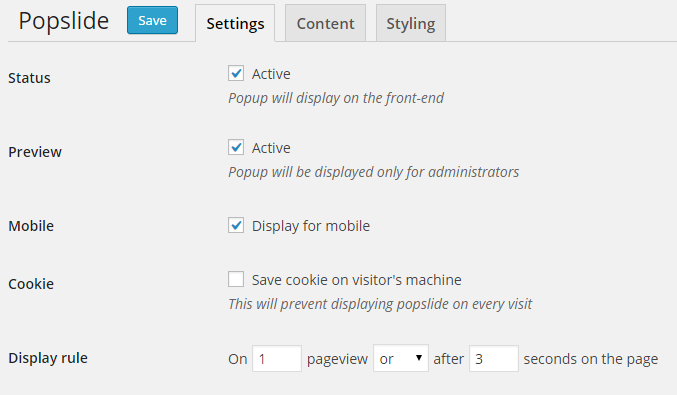 Popslide Save Settings Content Styling
Status Active
Popup will display on the front-end
Preview Active
Popup will be displayed only for administrators
Mobile Display for mobile
Cookie Save cookie on visitor's machine
This will prevent displaying popslide on every visit
Display rule On 1 pageview or after 3 seconds on the page